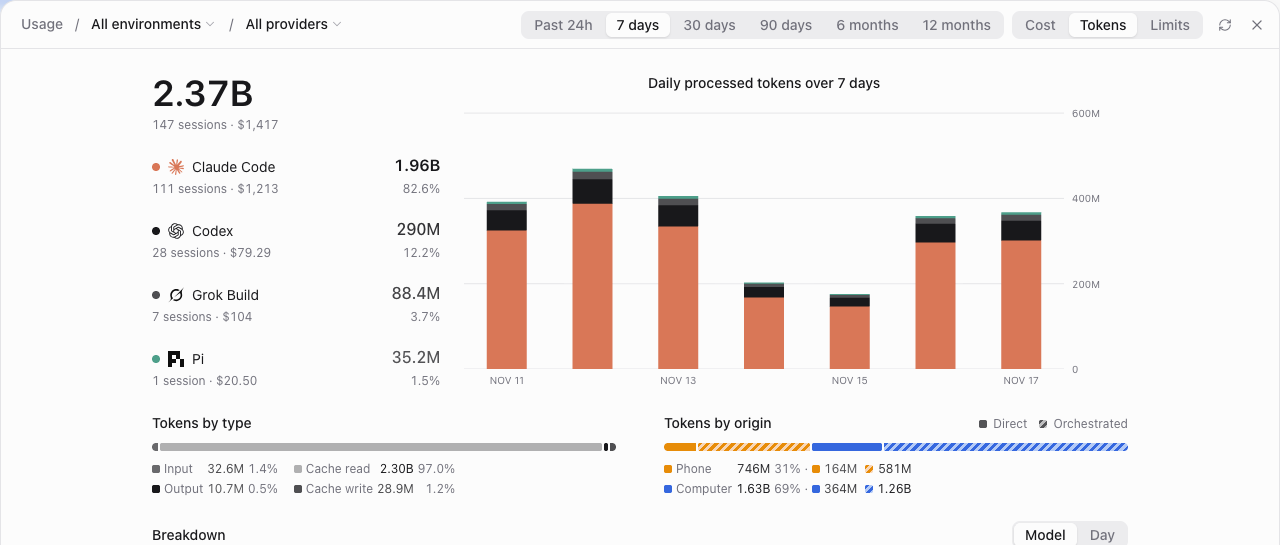 Usage / All environments / All providers Past 24h 7 days 30 days 90 days 6 months 12 months Cost Tokens Limits
2.37B
147 sessions · $1,417
Claude Code 1.96B
111 sessions · $1,213 82.6%
Codex 290M
28 sessions · $79.29 12.2%
Grok Build 88.4M
7 sessions · $104 3.7%
Pi 35.2M
1 session · $20.50 1.5%
Daily processed tokens over 7 days
600M
400M
200M
0
NOV 11 NOV 13 NOV 15 NOV 17
Tokens by type
Input 32.6M 1.4% Cache read 2.30B 97.0%
Output 10.7M 0.5% Cache write 28.9M 1.2%
Tokens by origin Direct Orchestrated
Phone 746M 31% · 164M 581M
Computer 1.63B 69% · 364M 1.26B
Breakdown Model Day